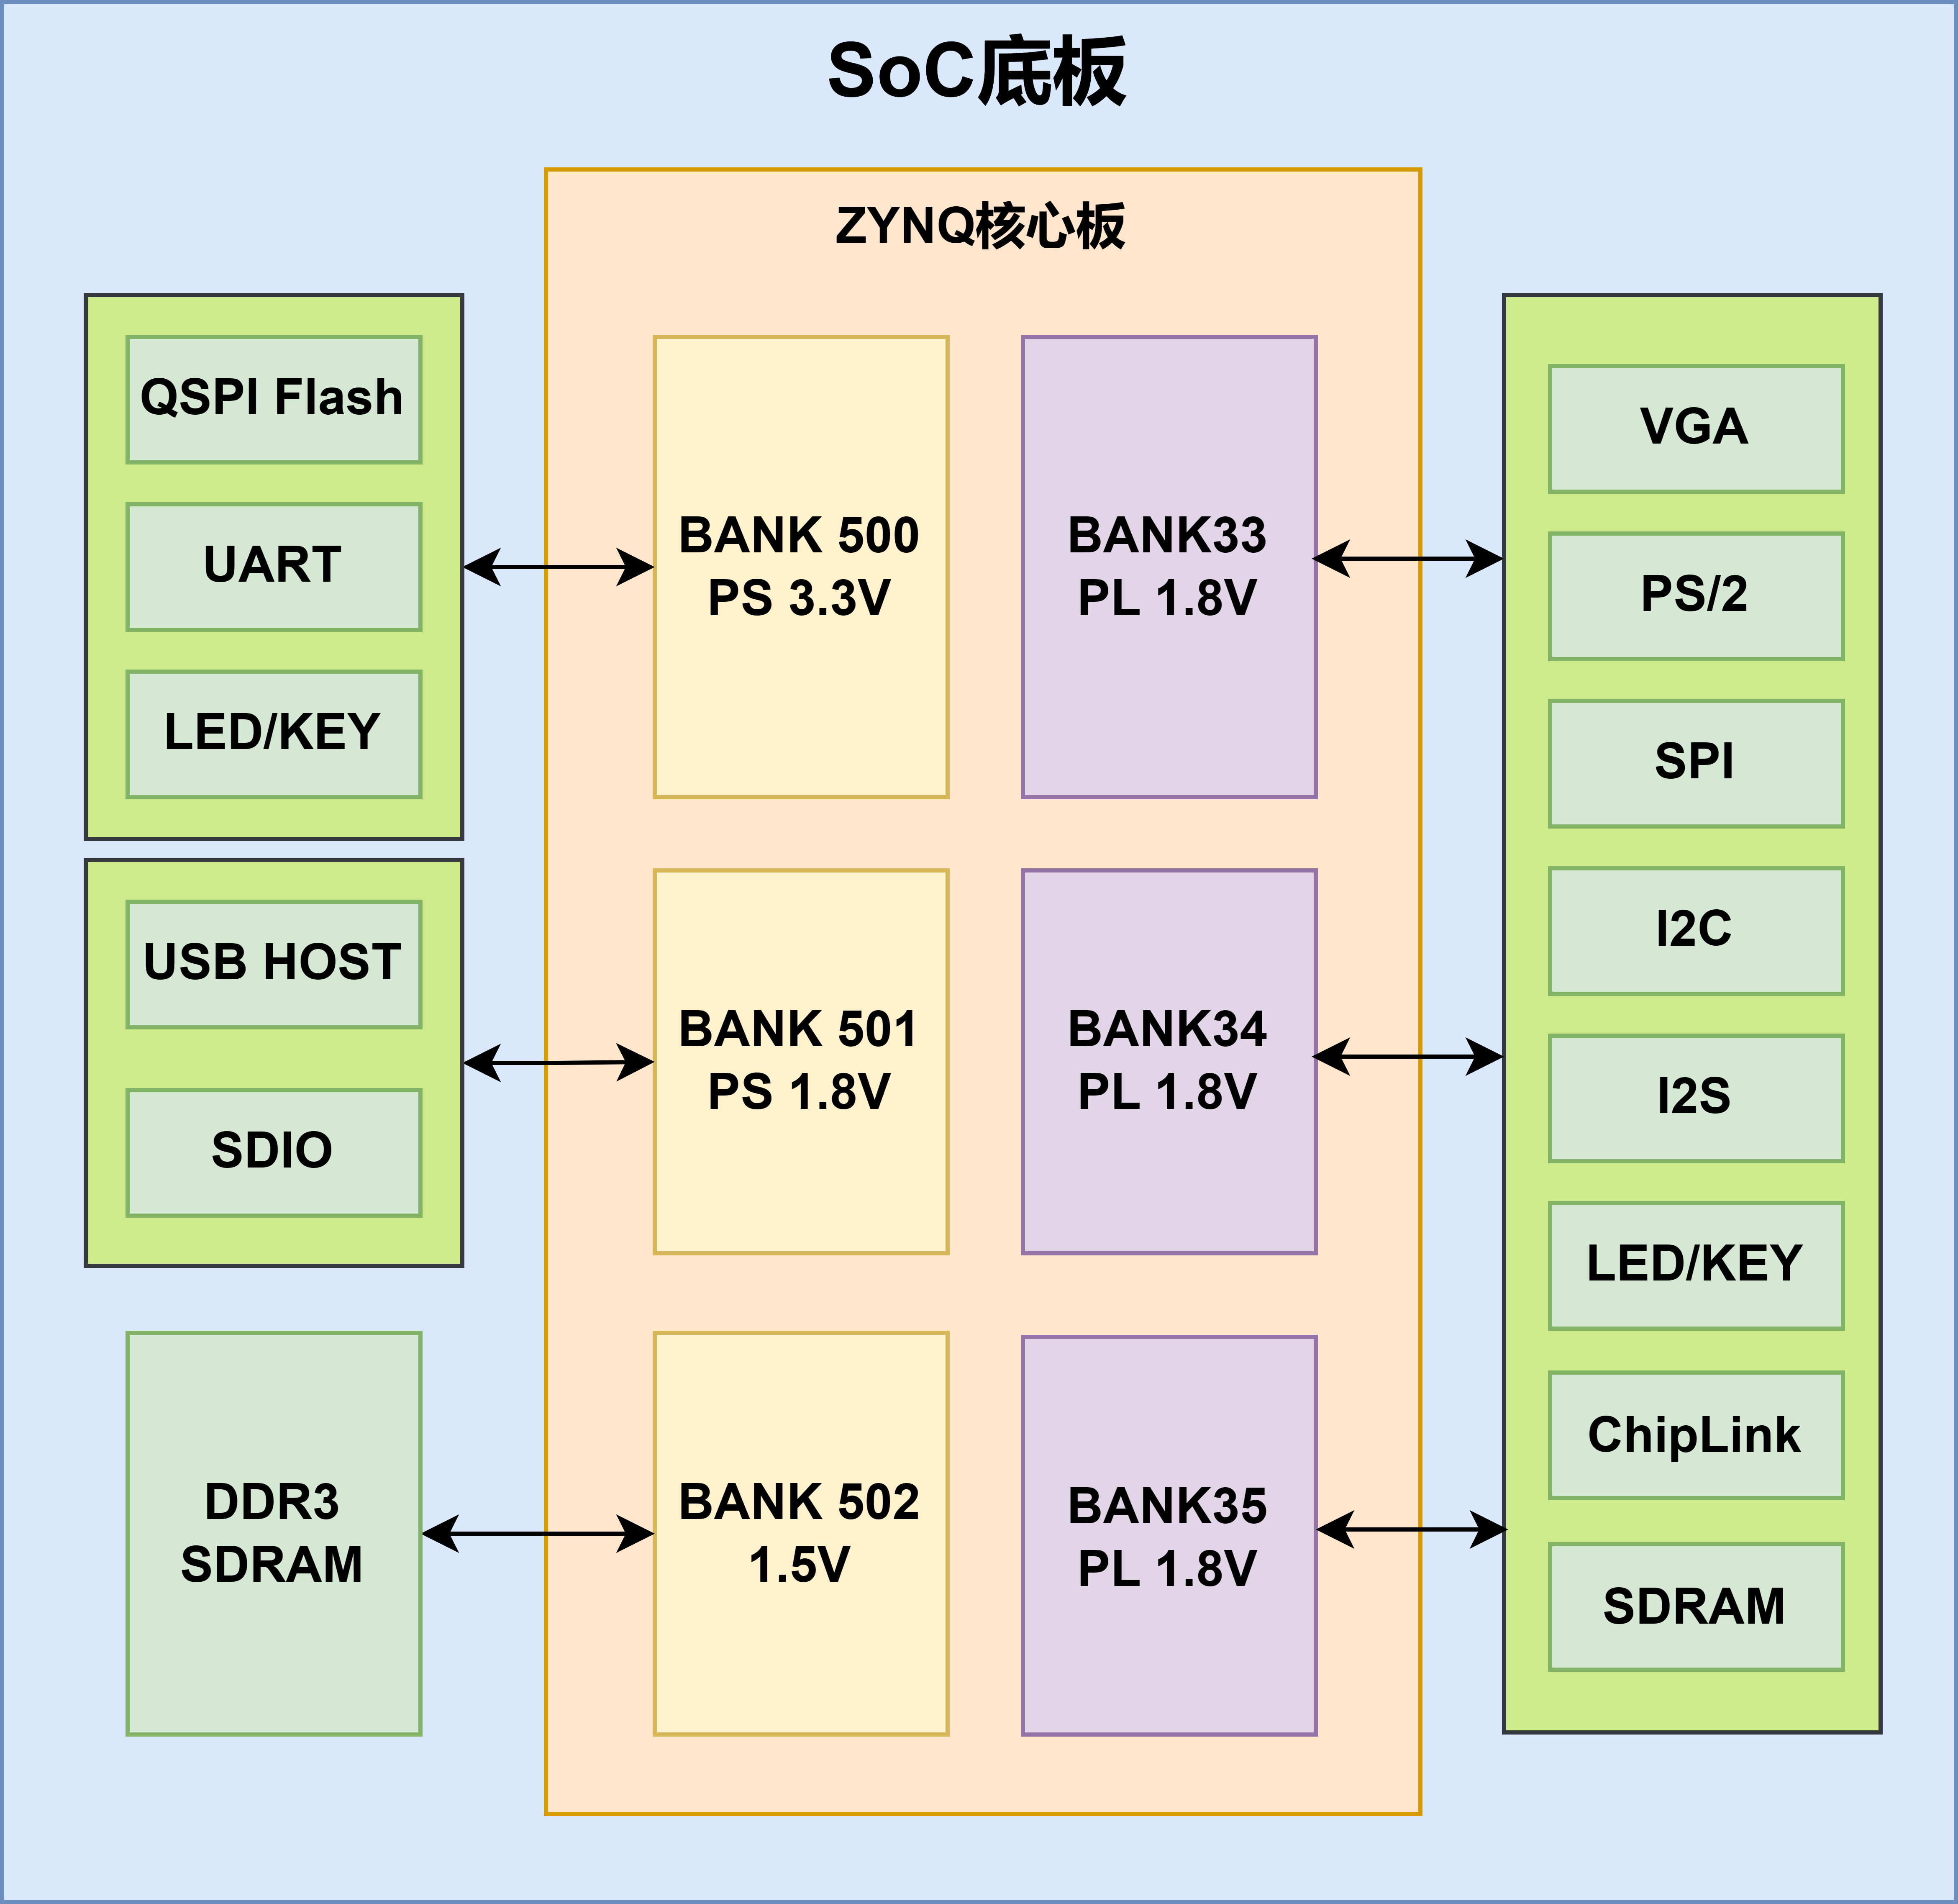 SoC底板
ZYNQ核心板
QSPI Flash
UART
LED/KEY
USB HOST
SDIO
DDR3
SDRAM
BANK 500
PS 3.3V
BANK 501
PS 1.8V
BANK 502
1.5V
BANK33
PL 1.8V
BANK34
PL 1.8V
BANK35
PL 1.8V
VGA
PS/2
SPI
I2C
I2S
LED/KEY
ChipLink
SDRAM